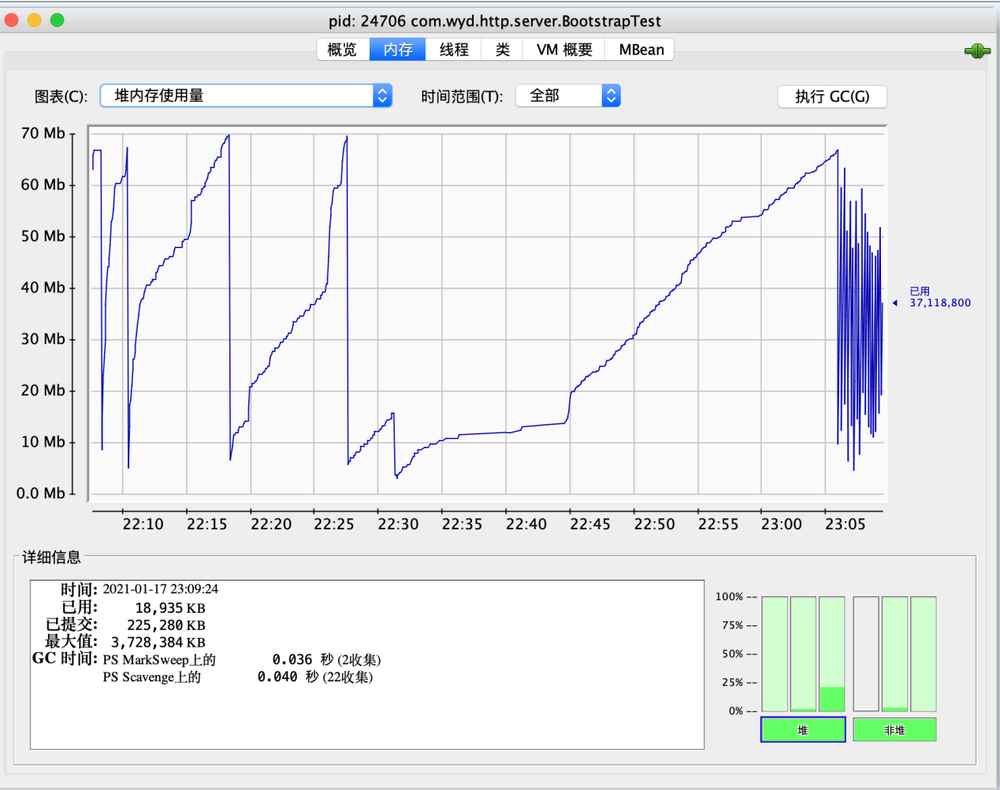 pid: 24706 com.wyd.http.server.BootstrapTest
概览 内存 线程 类 VM 概要 MBean
图表(C): 堆内存使用量 时间范围(T): 全部 执行 GC(G)
70 Mb
60 Mb
50 Mb
40 Mb
30 Mb
20 Mb
10 Mb
0.0 Mb
已用
37,118,800
22:10 22:15 22:20 22:25 22:30 22:35 22:40 22:45 22:50 22:55 23:00 23:05
详细信息
时间: 2021-01-17 23:09:24
已用: 18,935 KB
已提交: 225,280 KB
最大值: 3,728,384 KB
GC 时间: PS MarkSweep上的 0.036 秒 (2收集)
PS Scavenge上的 0.040 秒 (22收集)
100% --
75% --
50% --
25% --
0% --
堆 非堆